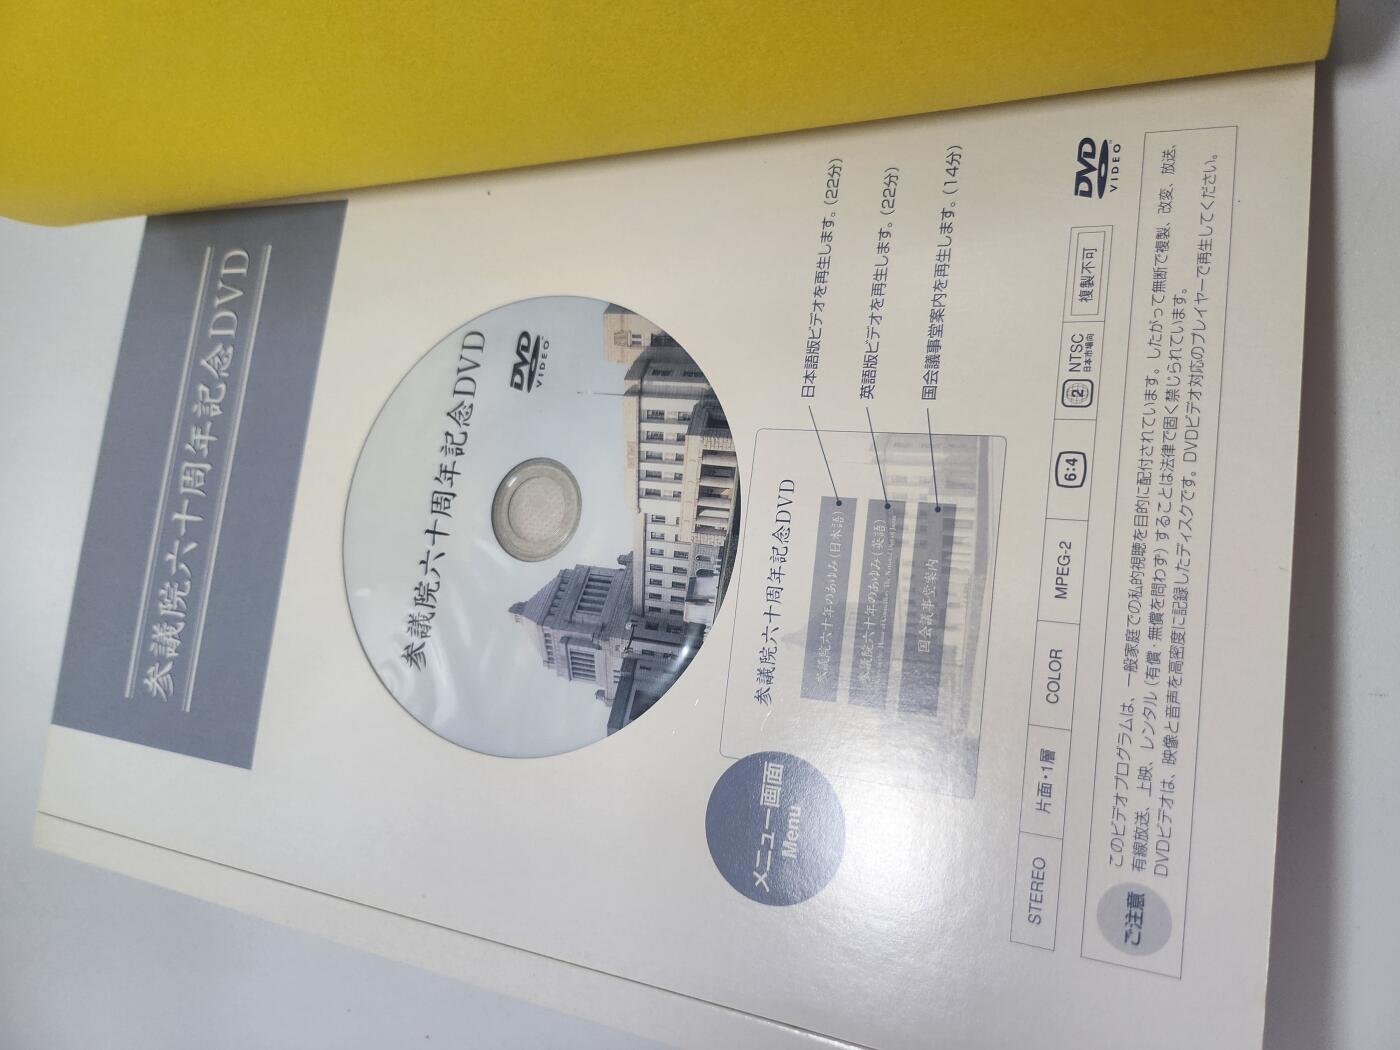 参議院六十周年記念DVD
参議院六十周年記念DVD
DVD
VIDEO
参議院六十周年記念DVD
参議院六十年のあゆみ(日本語)
参議院六十年のあゆみ(英語)
国会議事堂案内
日本語版ビデオを再生します。(22分)
英語版ビデオを再生します。(22分)
国会議事堂案内を再生します。(14分)
メニュー画面
Menu
STEREO
片面・1層
COLOR
MPEG-2
16:4
2
NTSC
日本市場向
複製不可
DVD
VIDEO
ご注意
このビデオプログラムは、一般家庭での私的視聴を目的に配付されています。したがって無断で複製、改変、放送、
有線放送、上映、レンタル(有償・無償を問わず)することは法律で固く禁じられています。
DVDビデオは、映像と音声を高密度に記録したディスクです。DVDビデオ対応のプレイヤーで再生してください。